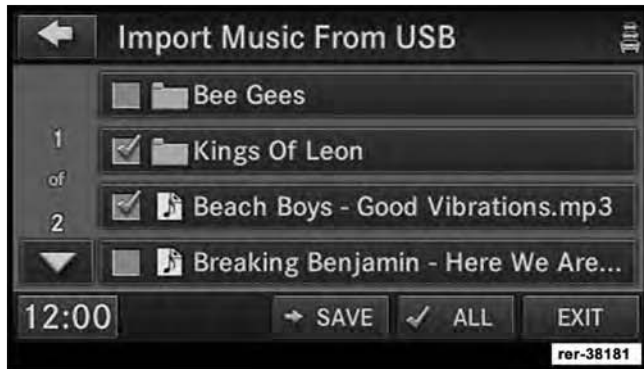 Import Music From USB
Bee Gees
1
of
2
Kings Of Leon
Beach Boys - Good Vibrations.mp3
Breaking Benjamin - Here We Are...
12:00
SAVE
ALL
EXIT
rer-38181